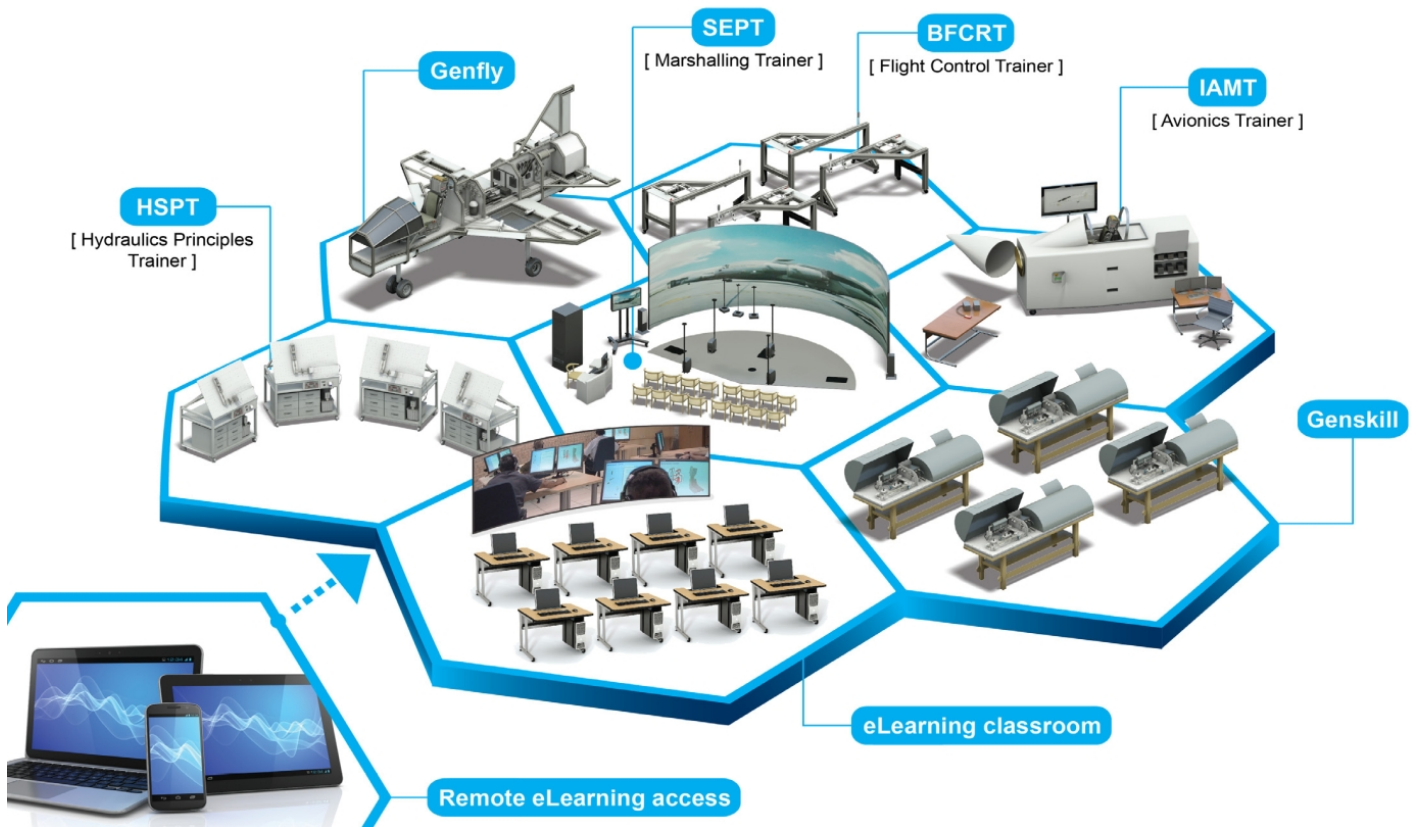 SEPT
[ Marshalling Trainer ]
BFCRT
[ Flight Control Trainer ]
Genfly
IAMT
[ Avionics Trainer ]
HSPT
[ Hydraulics Principles
Trainer ]
Genskill
eLearning classroom
Remote eLearning access